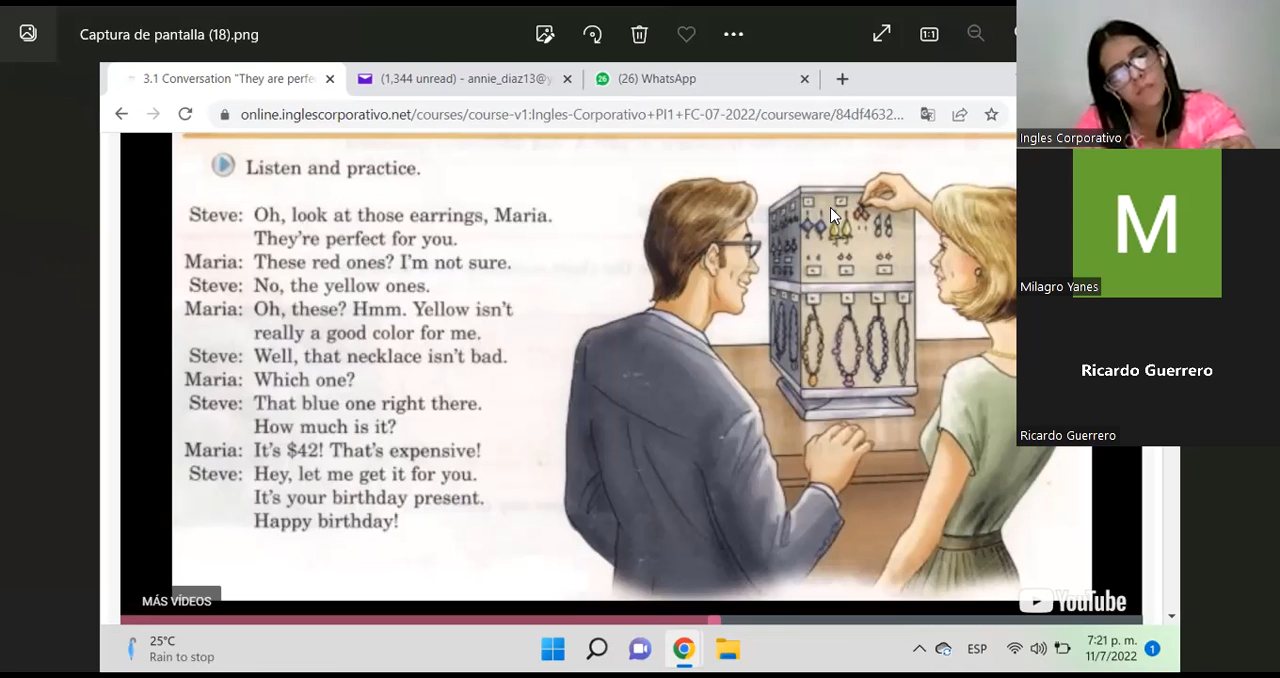 Captura de pantalla (18).png
3.1 Conversation "They are perfe
(1,344 unread) - annie_diaz13@y
26
(26) WhatsApp
online.inglescorporativo.net/courses/course-v1:Ingles-Corporativo+PI1+FC-07-2022/courseware/84df4632...
Listen and practice.
Steve: Oh, look at those earrings, Maria.
They're perfect for you.
Maria: These red ones? I'm not sure.
Steve: No, the yellow ones.
Maria: Oh, these? Hmm. Yellow isn't
really a good color for me.
Steve: Well, that necklace isn't bad.
Maria: Which one?
Steve: That blue one right there.
How much is it?
Maria: It's $42! That's expensive!
Steve: Hey, let me get it for you.
It's your birthday present.
Happy birthday!
MÁS VÍDEOS
YouTube
25°C
Rain to stop
ESP
7:21 p. m.
11/7/2022
1
1:1
Ingles Corporativo
M
Milagro Yanes
Ricardo Guerrero
Ricardo Guerrero